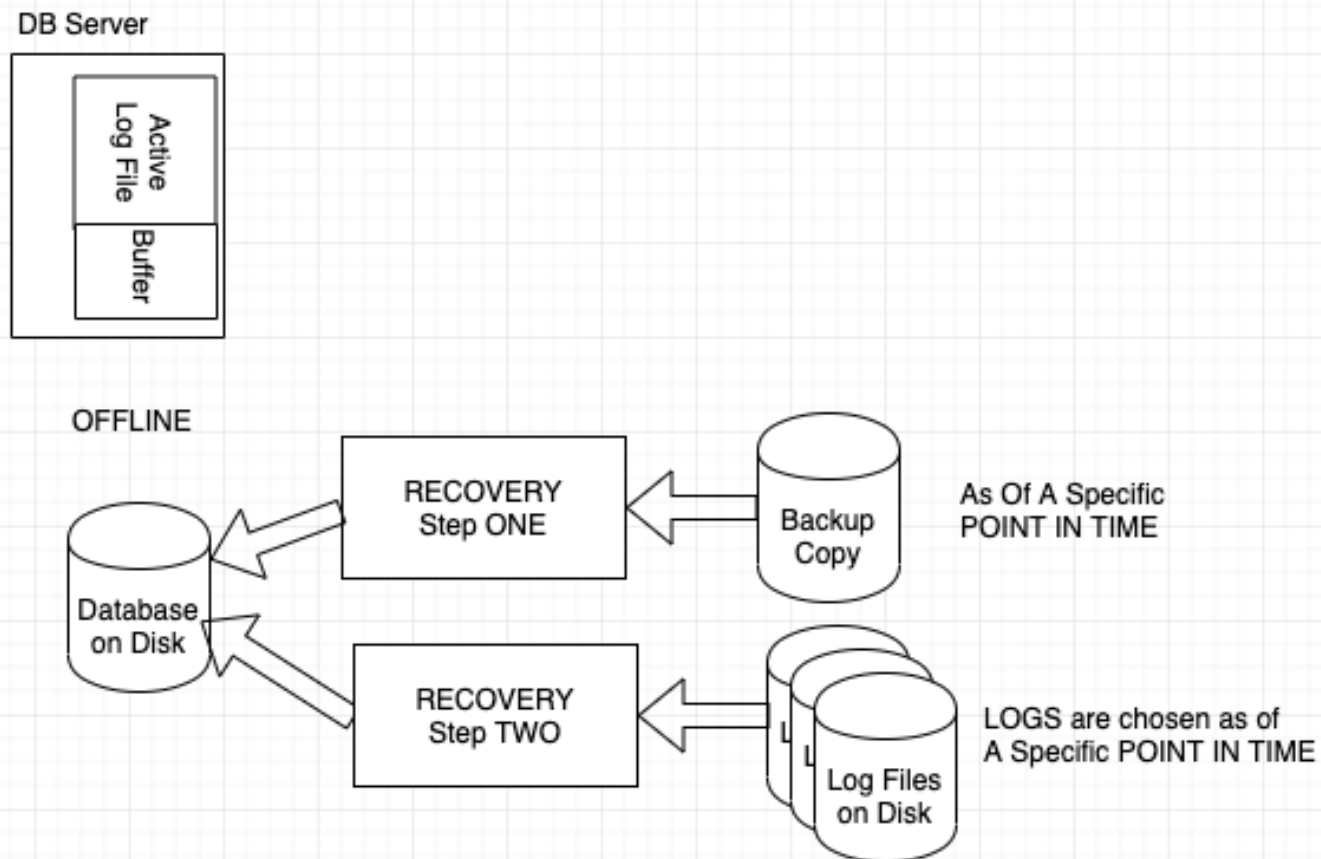 DB Server
Active
Log File
Buffer
OFFLINE
RECOVERY
Step ONE
Backup
Copy
As Of A Specific
POINT IN TIME
Database
on Disk
RECOVERY
Step TWO
L
L
Log Files
on Disk
LOGS are chosen as of
A Specific POINT IN TIME